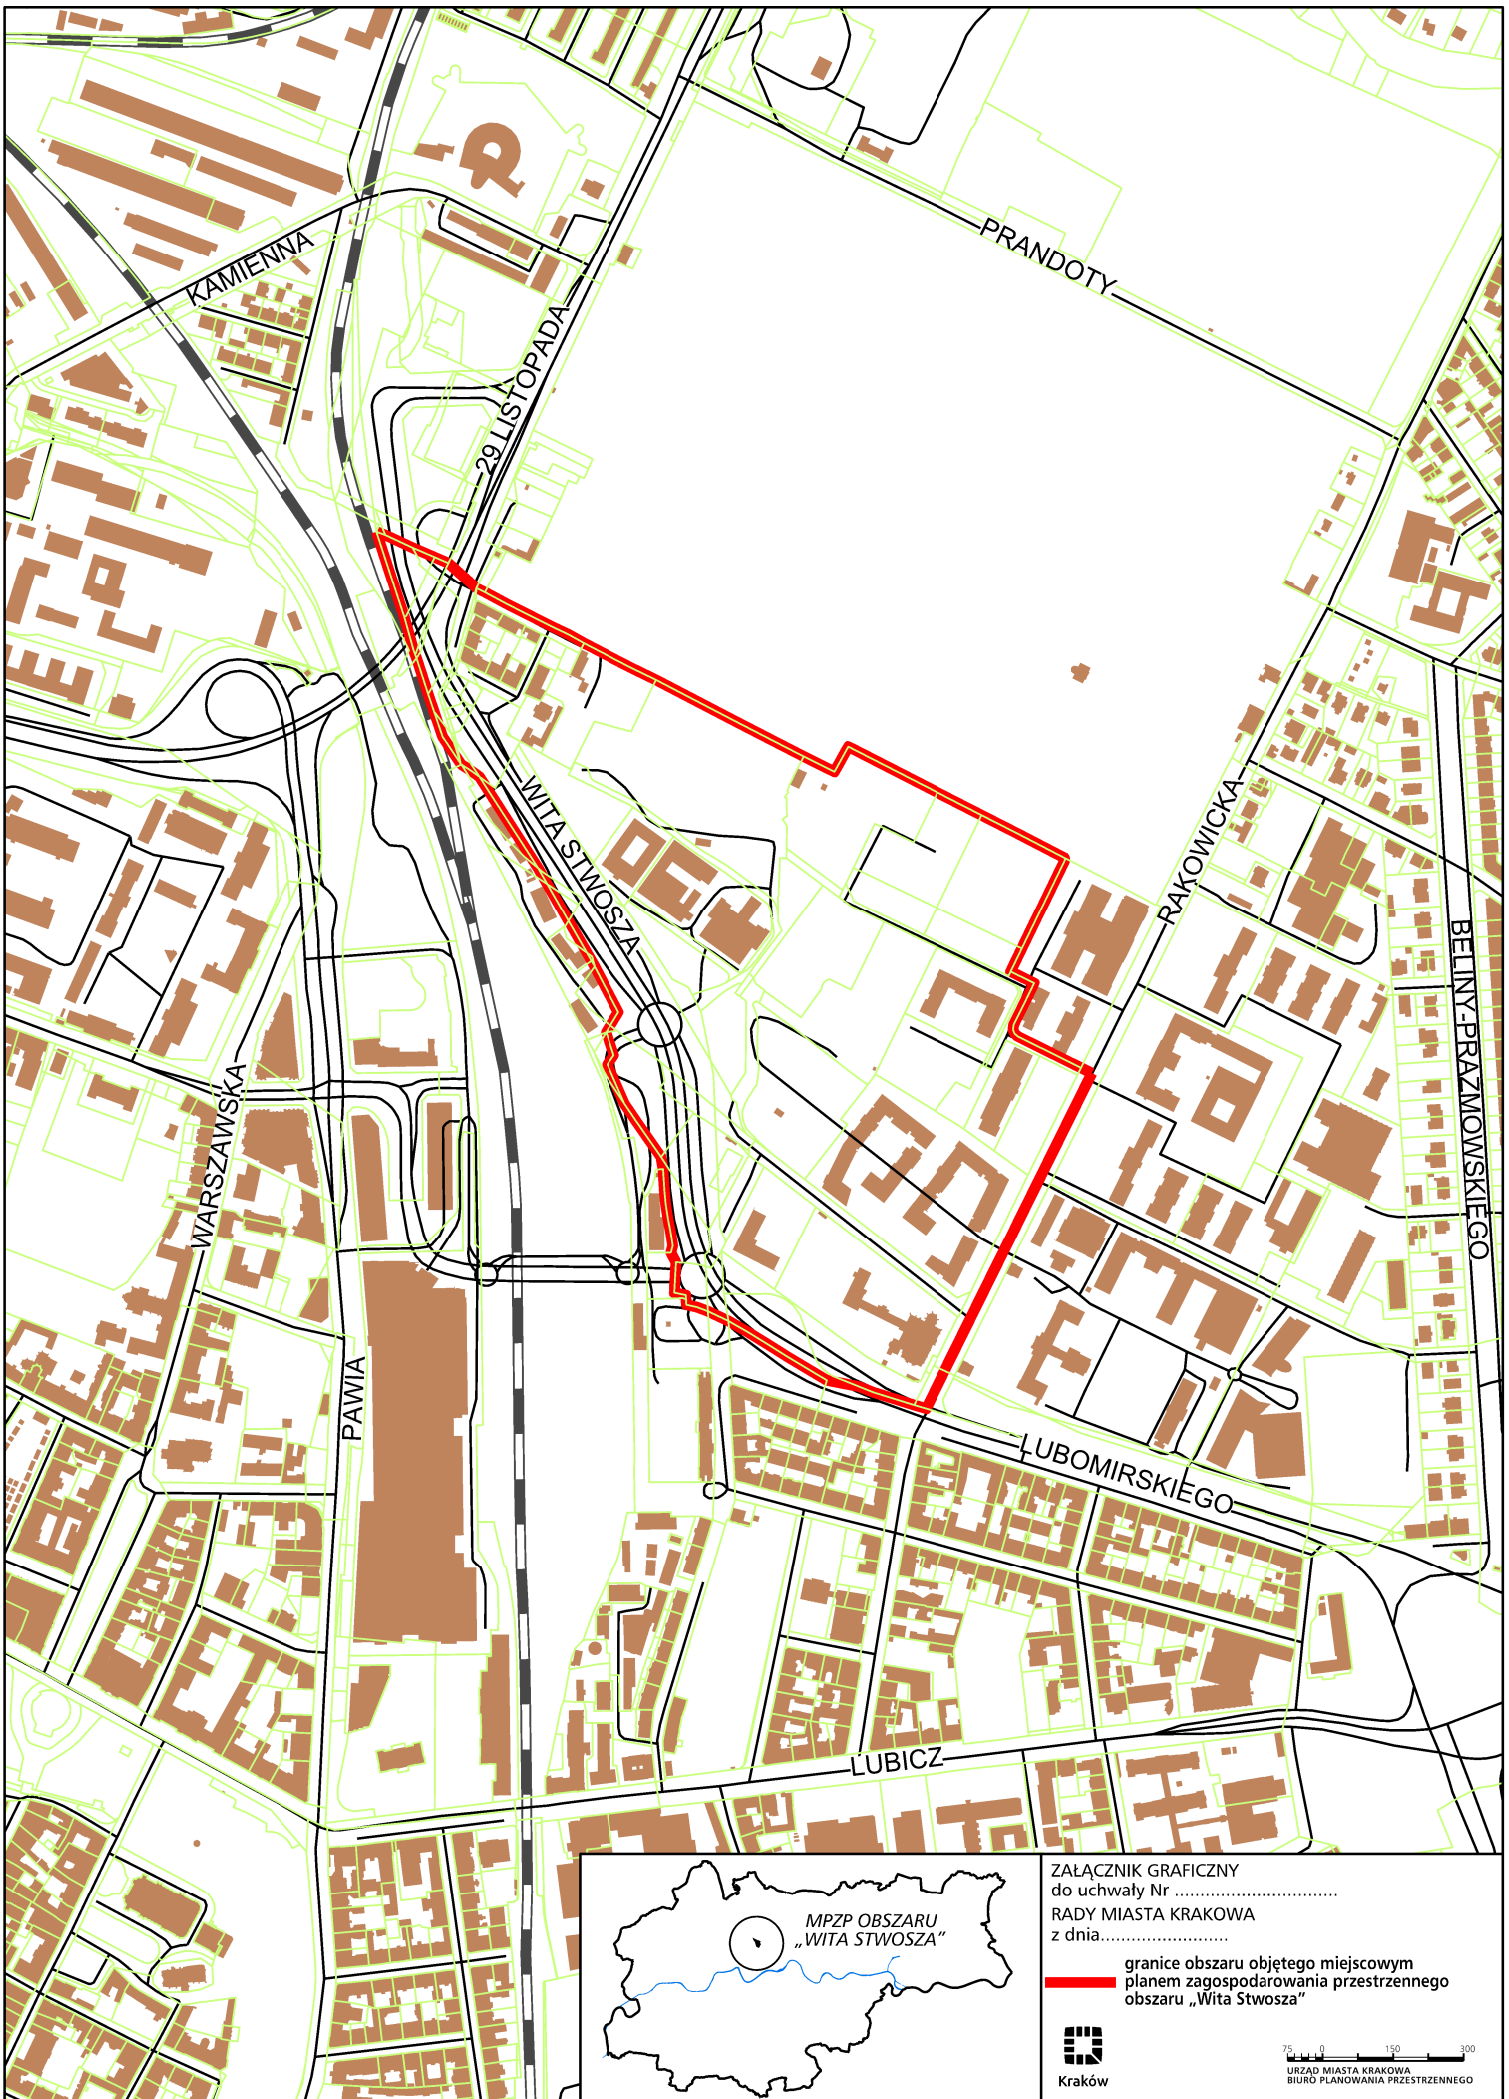 PRANDOTY
KAMIENNA
29 LISTOPADA
WITA STWOSZA
RAKOWICKA
BELINY-PRAŻMOWSKIEGO
WARSZAWSKA
PAWIA
LUBOMIRSKIEGO
LUBICZ
MPZP OBSZARU
„WITA STWOSZA”
ZAŁĄCZNIK GRAFICZNY
do uchwały Nr .................................
RADY MIASTA KRAKOWA
z dnia..........................
granice obszaru objętego miejscowym
planem zagospodarowania przestrzennego
obszaru „Wita Stwosza”
Kraków
75 0 150 300
URZĄD MIASTA KRAKOWA
BIURO PLANOWANIA PRZESTRZENNEGO